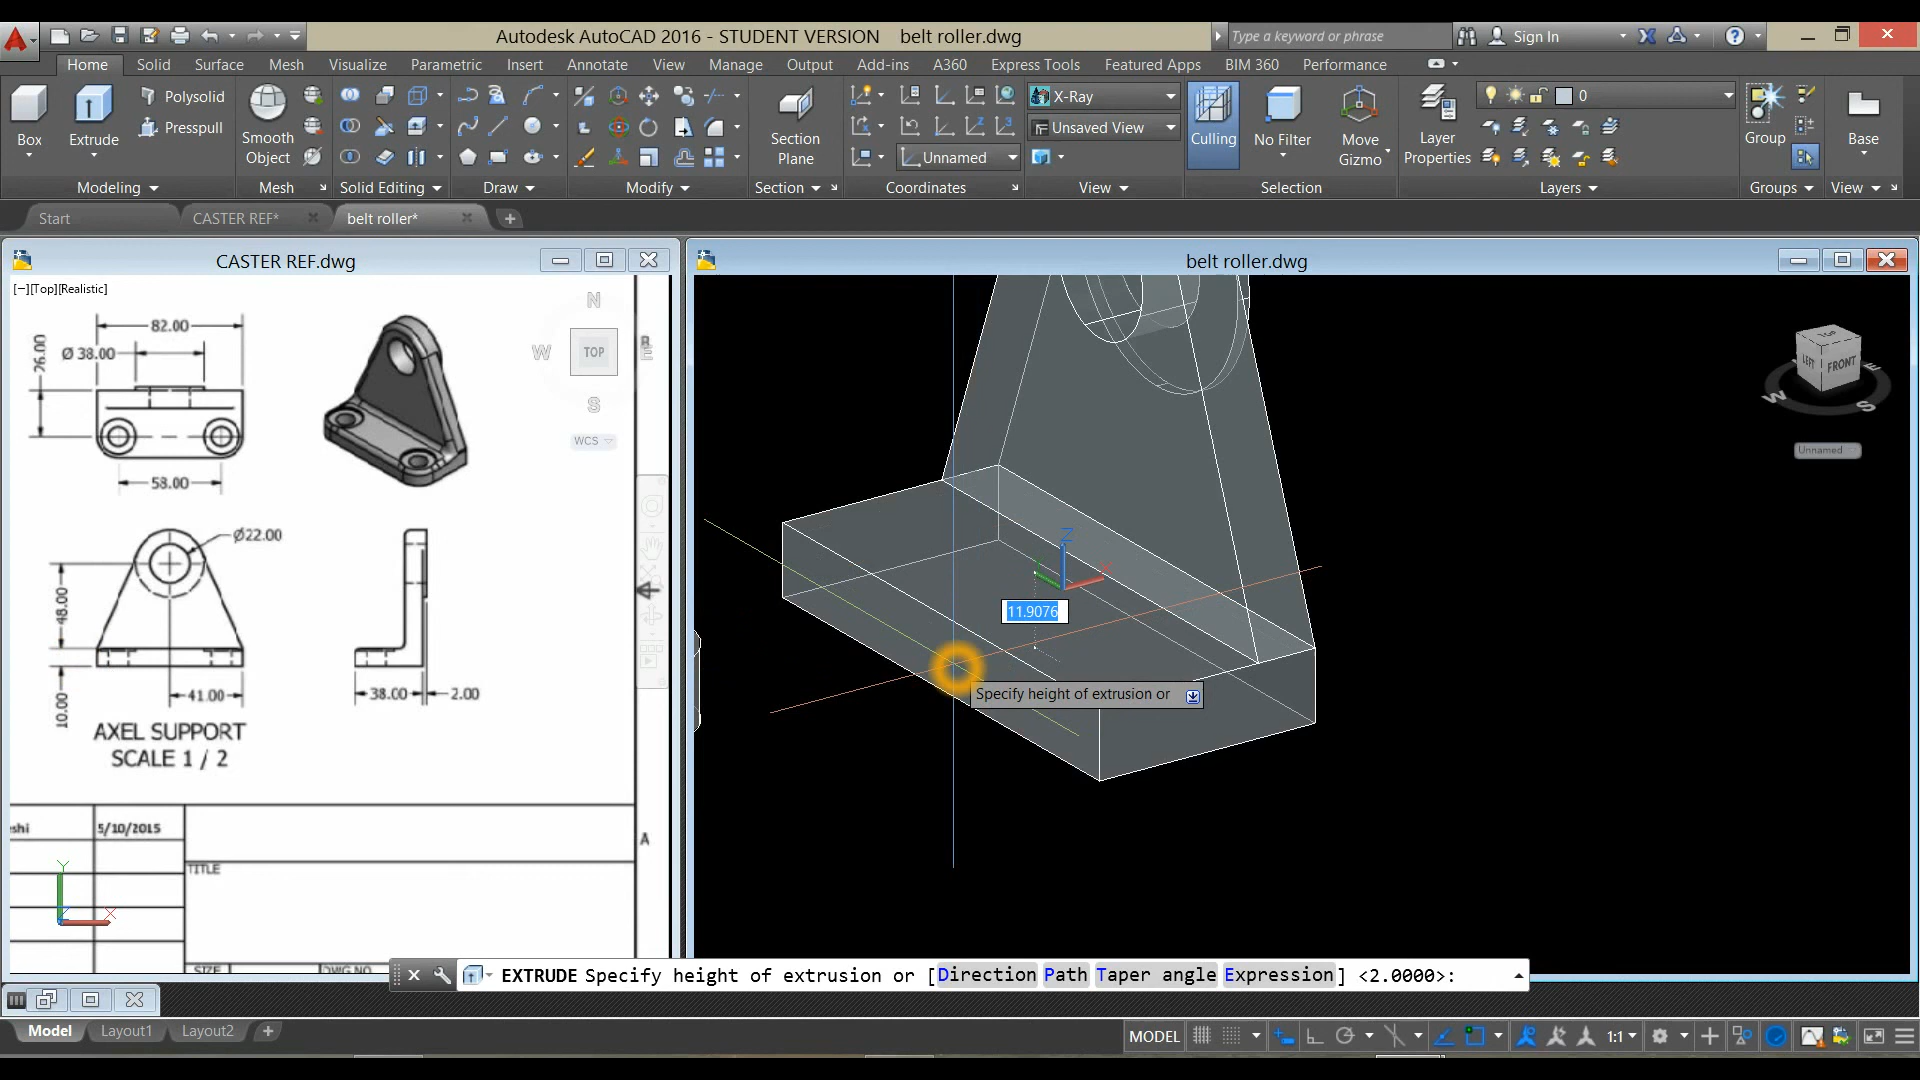 Autodesk AutoCAD 2016 - STUDENT VERSION belt roller.dwg
Type a keyword or phrase
Sign In
Home Solid Surface Mesh Visualize Parametric Insert Annotate View Manage Output Add-ins A360 Express Tools Featured Apps BIM 360 Performance
Box
Extrude
Polysolid
Presspull
Smooth Object
Section Plane
X-Ray
Unsaved View
Unnamed
Culling
No Filter
Move Gizmo
Layer Properties
0
Group
Base
Modeling Mesh Solid Editing Draw Modify Section Coordinates View Selection Layers Groups View
Start CASTER REF* belt roller*
CASTER REF.dwg
belt roller.dwg
[−][Top][Realistic]
N
W
TOP
E
S
WCS
82.00
26.00
Ø 38.00
58.00
Ø22.00
48.00
10.00
41.00
38.00
2.00
AXEL SUPPORT
SCALE 1 / 2
shi
5/10/2015
A
TITLE
SIZE
DWG NO
Y
X
TOP
LEFT
FRONT
W
S
E
Unnamed
Z
X
11.9076
Specify height of extrusion or
EXTRUDE Specify height of extrusion or [Direction Path Taper angle Expression] <2.0000>:
Model Layout1 Layout2
MODEL
1:1